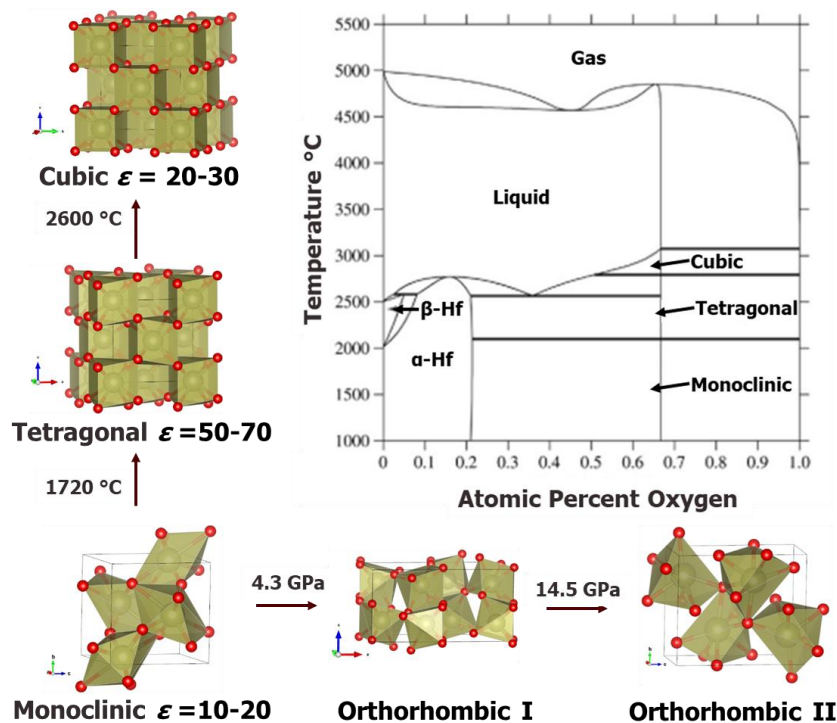 Cubic ε = 20-30
2600 °C
Tetragonal ε =50-70
1720 °C
Monoclinic ε =10-20
4.3 GPa
Orthorhombic I
14.5 GPa
Orthorhombic II
Temperature °C
5500
5000
4500
4000
3500
3000
2500
2000
1500
1000
Gas
Liquid
Cubic
β-Hf
Tetragonal
α-Hf
Monoclinic
0 0.1 0.2 0.3 0.4 0.5 0.6 0.7 0.8 0.9 1.0
Atomic Percent Oxygen